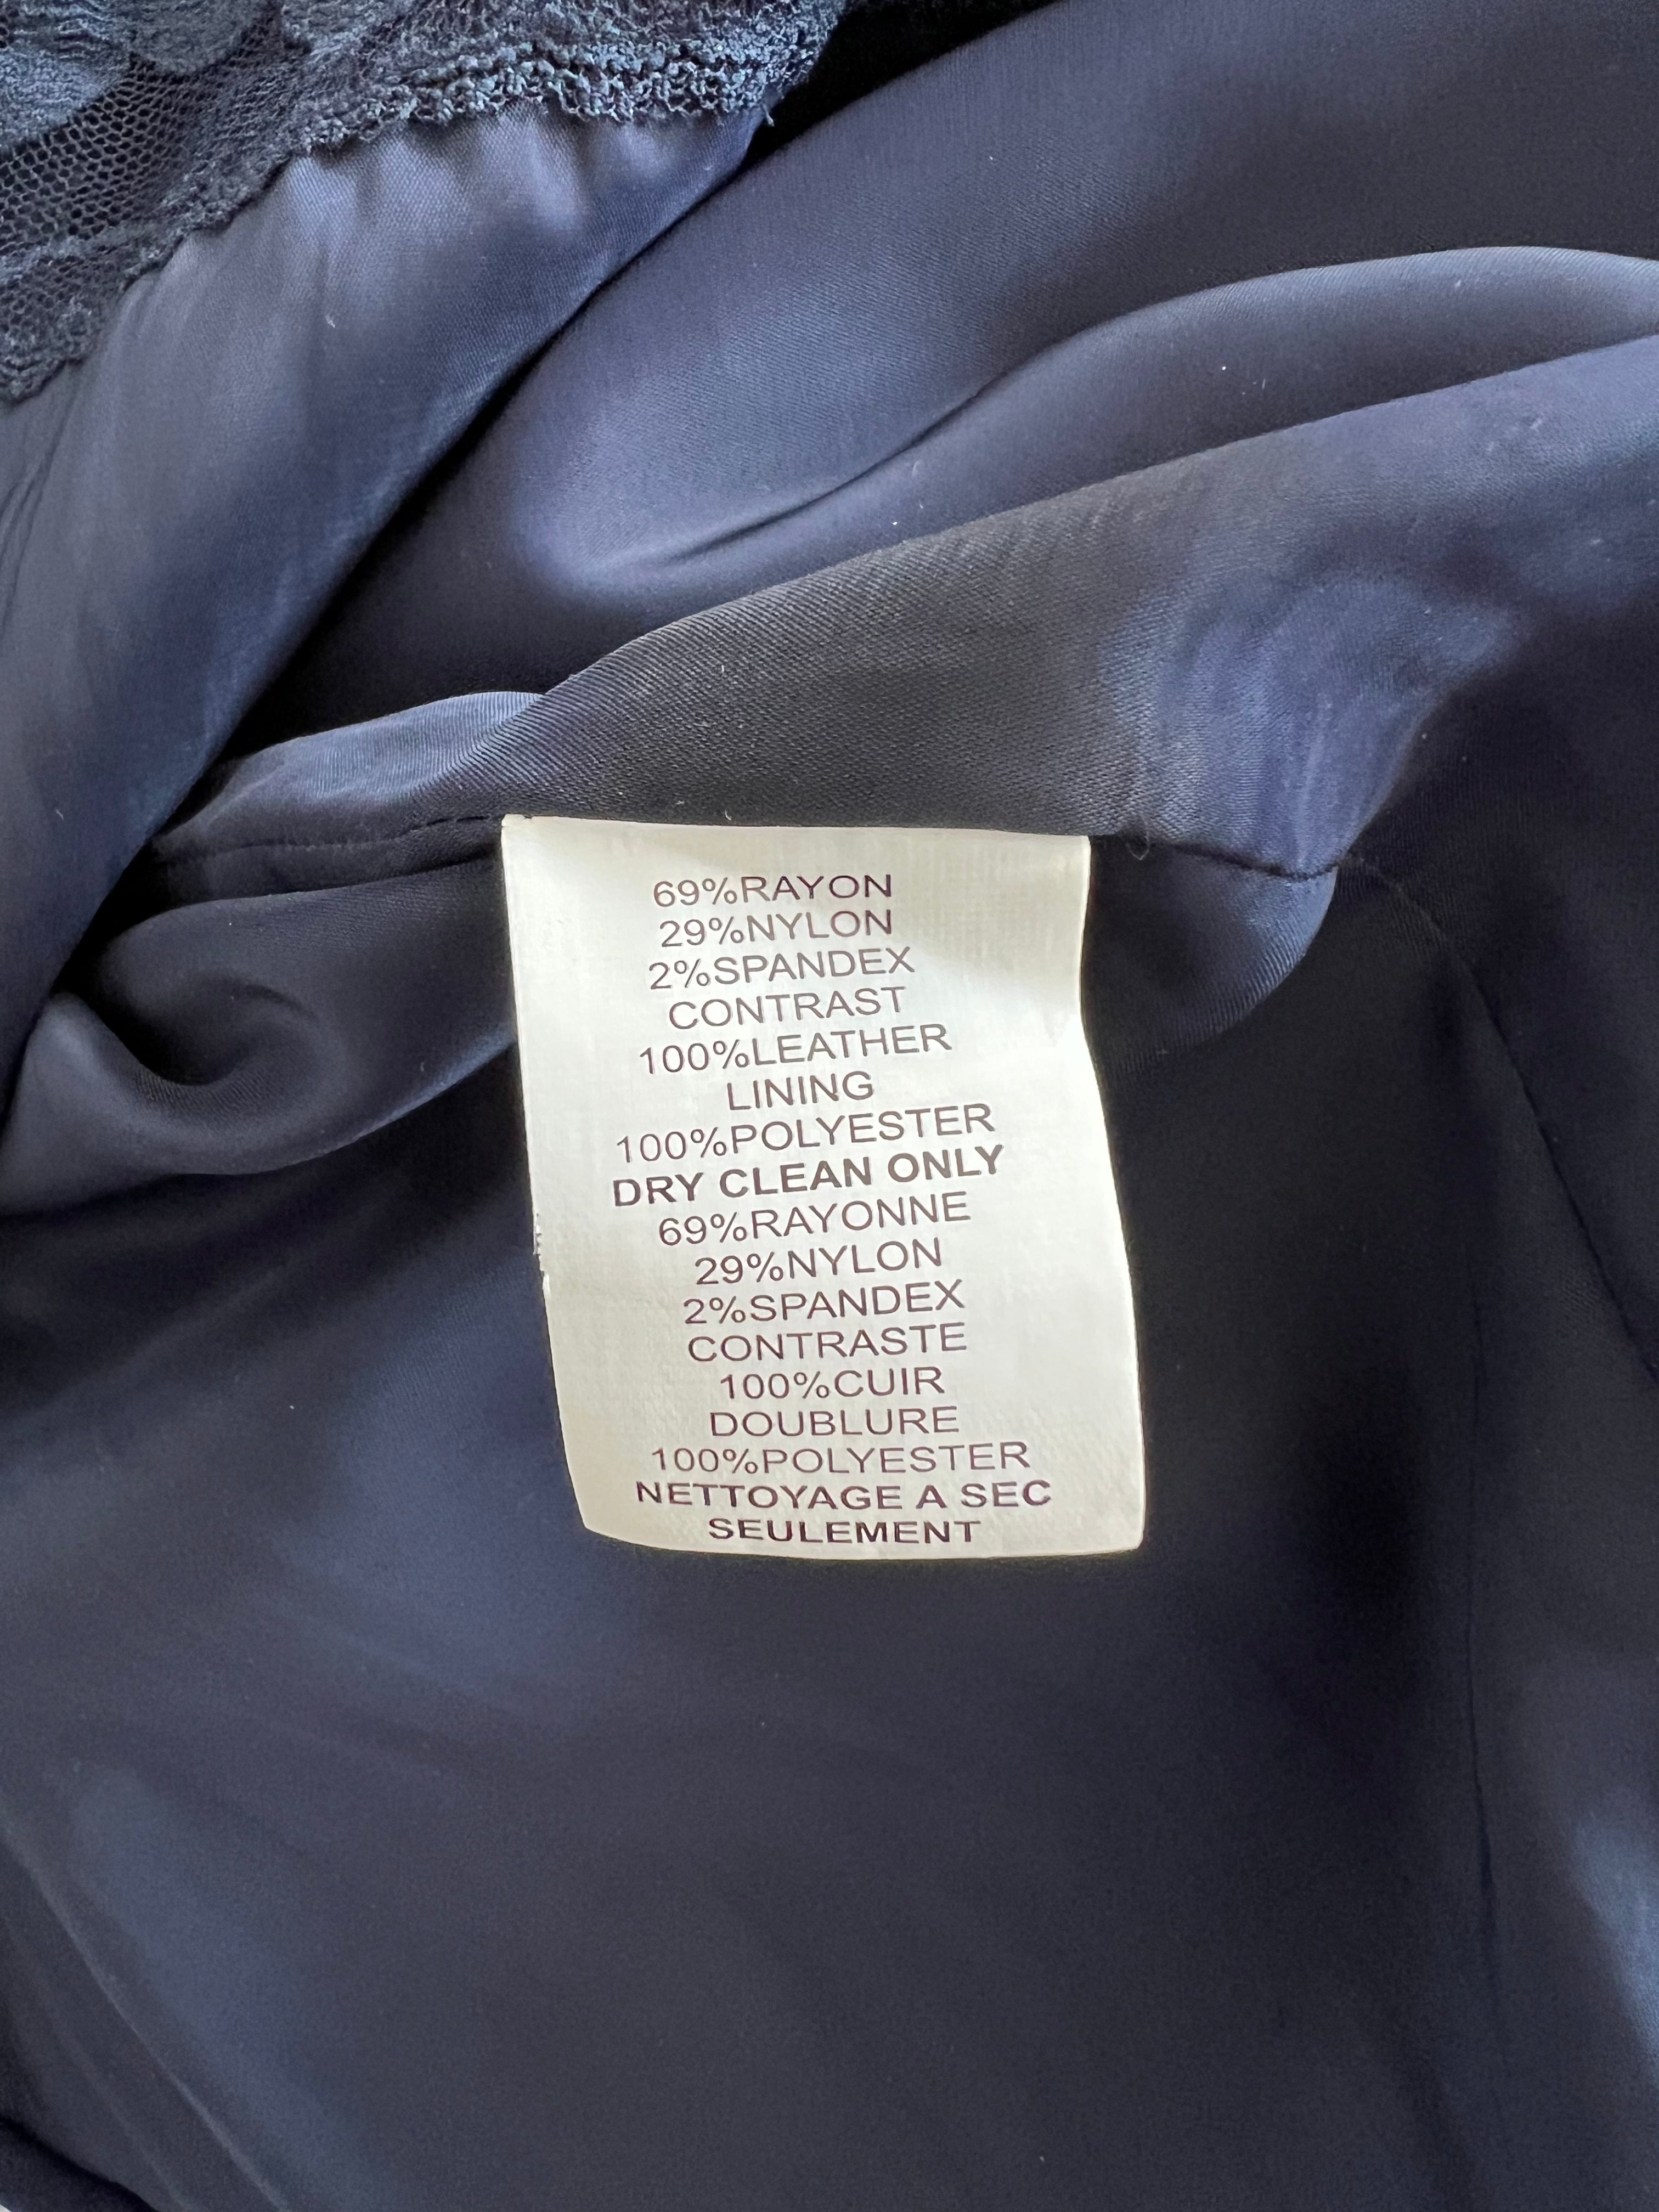 69%RAYON
29%NYLON
2%SPANDEX
CONTRAST
100%LEATHER
LINING
100%POLYESTER
DRY CLEAN ONLY
69%RAYONNE
29%NYLON
2%SPANDEX
CONTRASTE
100%CUIR
DOUBLURE
100%POLYESTER
NETTOYAGE A SEC
SEULEMENT